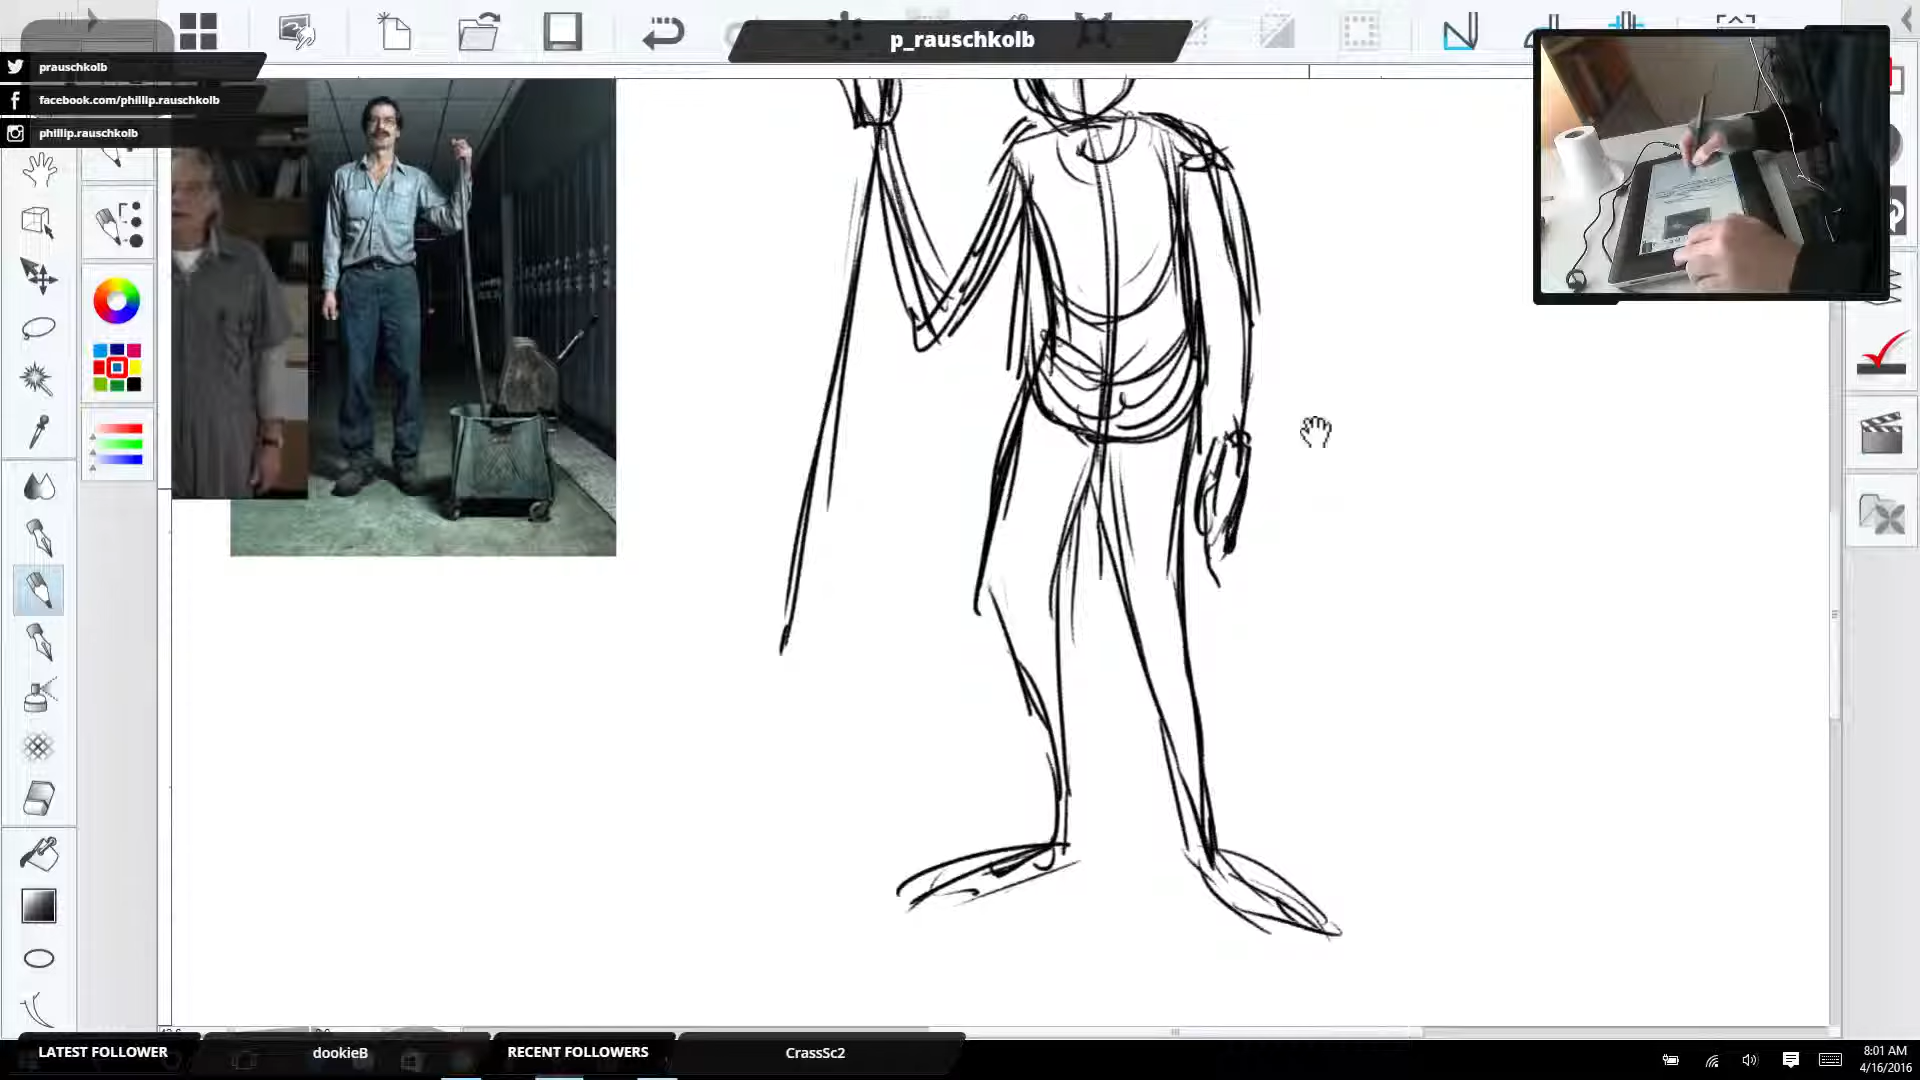 p_rauschkolb
prauschkolb
facebook.com/phillip.rauschkolb
phillip.rauschkolb
LATEST FOLLOWER
dookieB
RECENT FOLLOWERS
CrassSc2
8:01 AM
4/16/2016